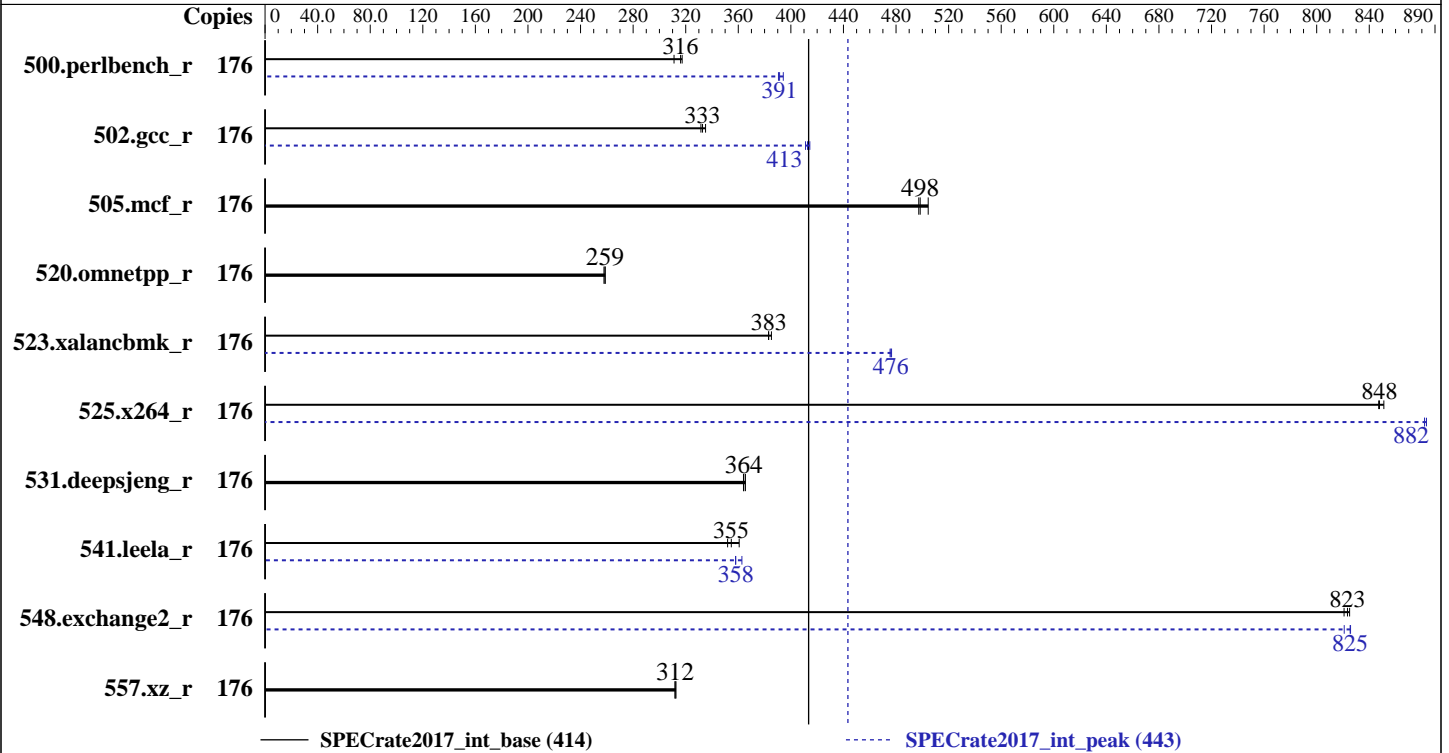 Copies 0 40.0 80.0 120 160 200 240 280 320 360 400 440 480 520 560 600 640 680 720 760 800 840 890
316
500.perlbench_r 176
391
333
502.gcc_r 176
413
498
505.mcf_r 176
259
520.omnetpp_r 176
383
523.xalancbmk_r 176
476
848
525.x264_r 176
882
364
531.deepsjeng_r 176
355
541.leela_r 176
358
823
548.exchange2_r 176
825
312
557.xz_r 176
SPECrate2017_int_base (414) SPECrate2017_int_peak (443)